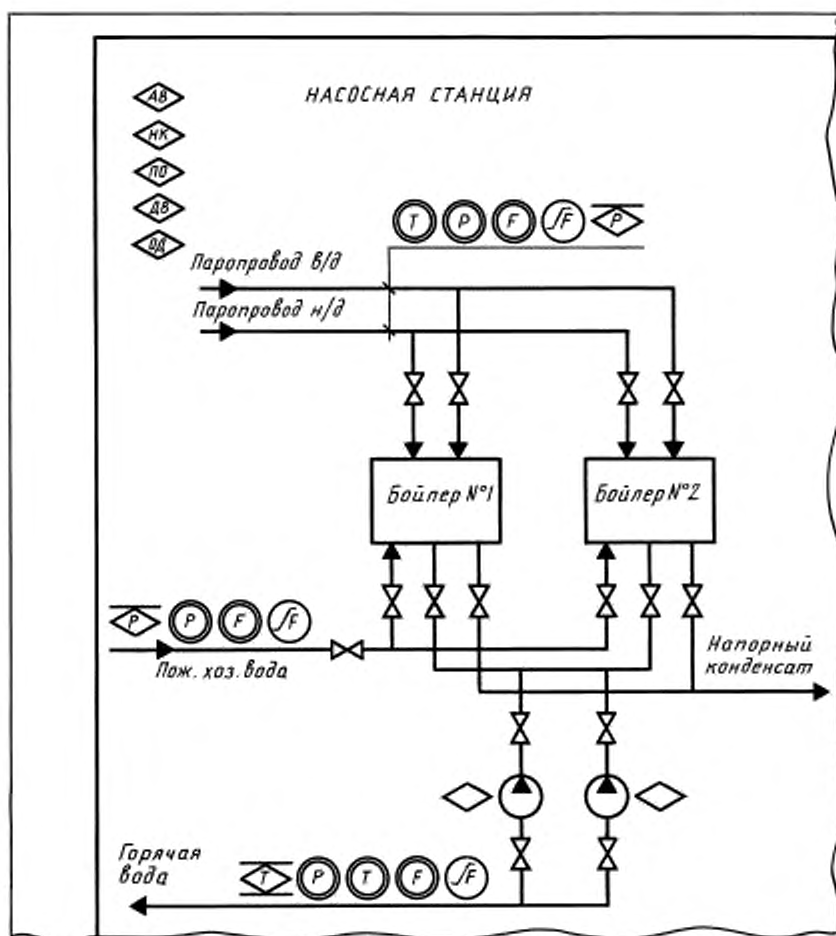 НАСОСНАЯ СТАНЦИЯ
АВ
НК
ПО
ДВ
ОД
T P F ∫F P
Паропровод в/д
Паропровод н/д
Бойлер №1
Бойлер №2
P P F ∫F
Пож. хоз. вода
Напорный
конденсат
Горячая
вода
T P T F ∫F